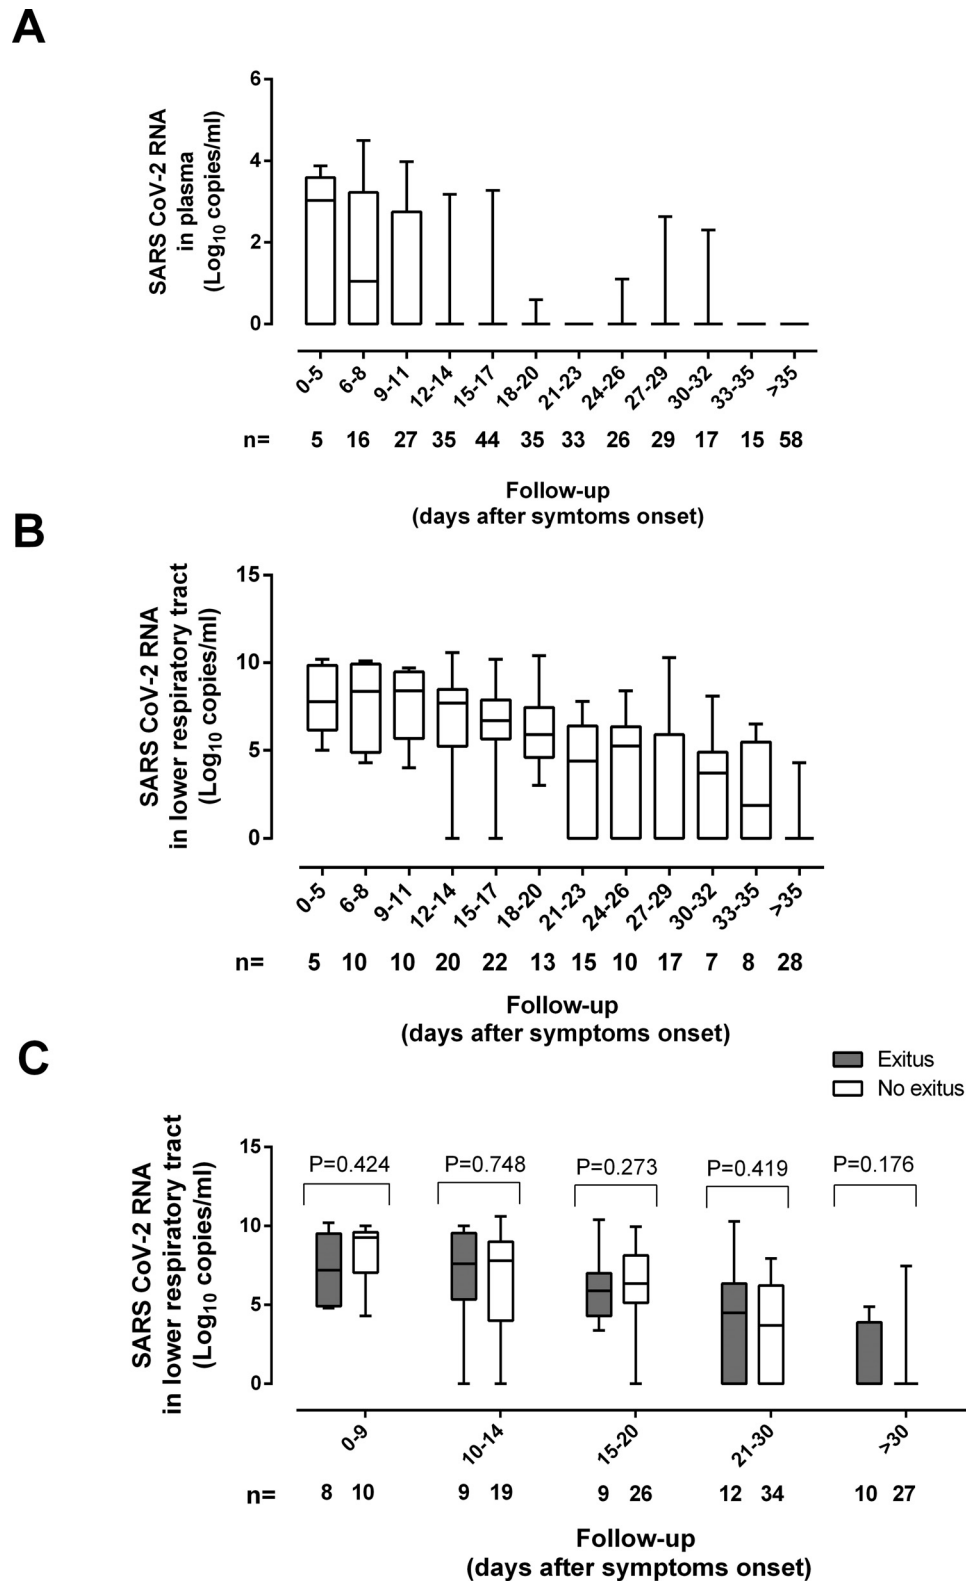 A
SARS CoV-2 RNA
in plasma
(Log10 copies/ml)
6
4
2
0
0-5 6-8 9-11 12-14 15-17 18-20 21-23 24-26 27-29 30-32 33-35 >35
n= 5 16 27 35 44 35 33 26 29 17 15 58
Follow-up
(days after symtoms onset)
B
SARS CoV-2 RNA
in lower respiratory tract
(Log10 copies/ml)
15
10
5
0
0-5 6-8 9-11 12-14 15-17 18-20 21-23 24-26 27-29 30-32 33-35 >35
n= 5 10 10 20 22 13 15 10 17 7 8 28
Follow-up
(days after symptoms onset)
C
Exitus
No exitus
SARS CoV-2 RNA
in lower respiratory tract
(Log10 copies/ml)
15
10
5
0
P=0.424 P=0.748 P=0.273 P=0.419 P=0.176
0-9 10-14 15-20 21-30 >30
n= 8 10 9 19 9 26 12 34 10 27
Follow-up
(days after symptoms onset)